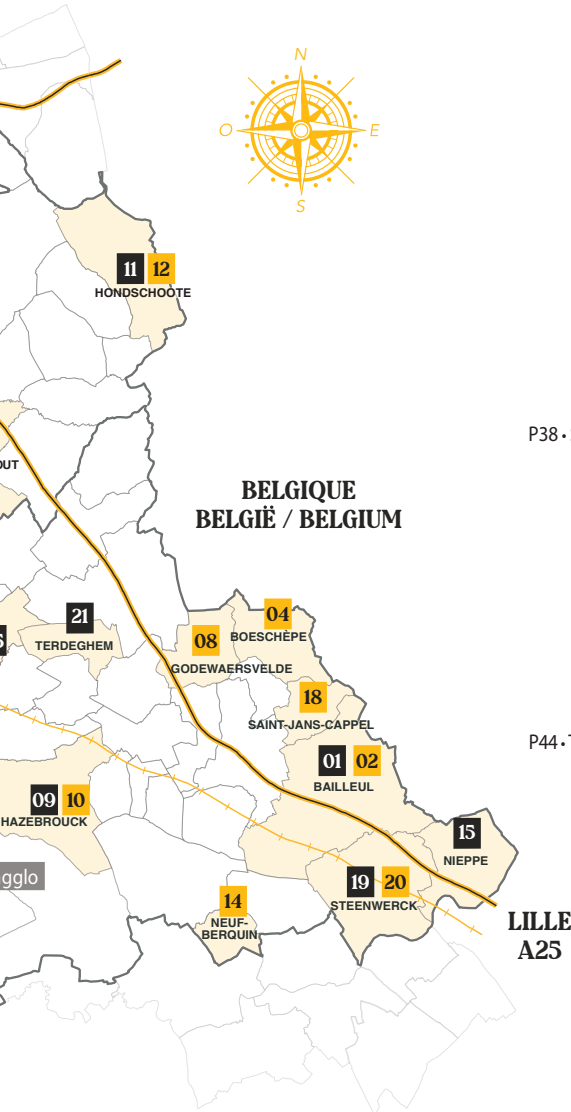 N
O E
S
11 12
HONDSCHOOTE
P38 •
OUT
BELGIQUE
BELGIË / BELGIUM
04
BOESCHÈPE
21
TERDEGHEM
08
GODEWAERSVELDE
18
SAINT-JANS-CAPPEL
P44 •
01 02
BAILLEUL
09 10
HAZEBROUCK
15
NIEPPE
gglo
19 20
STEENWERCK
14
NEUF-
BERQUIN
LILLE
A25